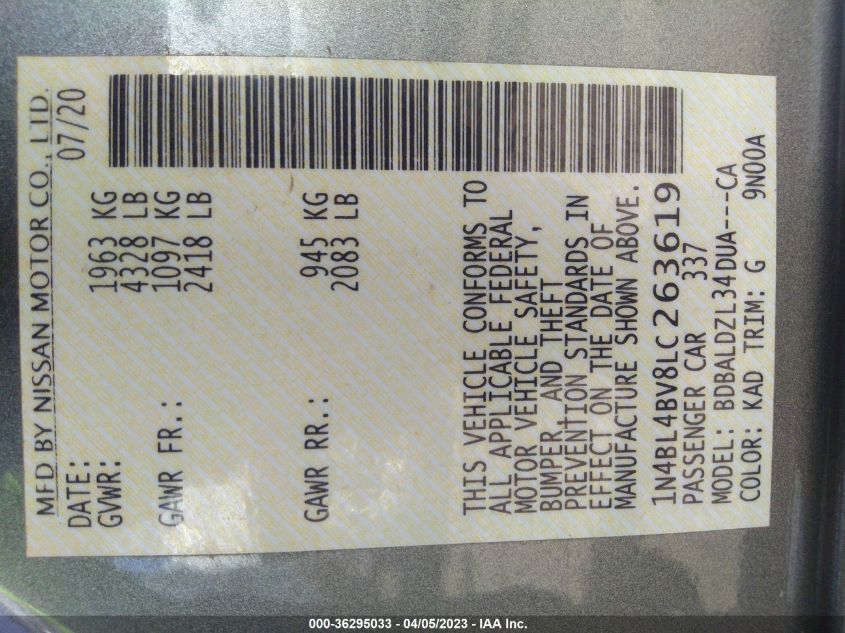 MFD BY NISSAN MOTOR CO., LTD.
DATE: 07/20
GVWR: 1963 KG
4328 LB
GAWR FR.: 1097 KG
2418 LB
GAWR RR.: 945 KG
2083 LB
THIS VEHICLE CONFORMS TO
ALL APPLICABLE FEDERAL
MOTOR VEHICLE SAFETY,
BUMPER, AND THEFT
PREVENTION STANDARDS IN
EFFECT ON THE DATE OF
MANUFACTURE SHOWN ABOVE.
1N4BL4BV8LC263619
PASSENGER CAR 337
MODEL: BDBALDZL34DUA---CA
COLOR: KAD TRIM: G 9N00A
000-36295033 - 04/05/2023 - IAA Inc.